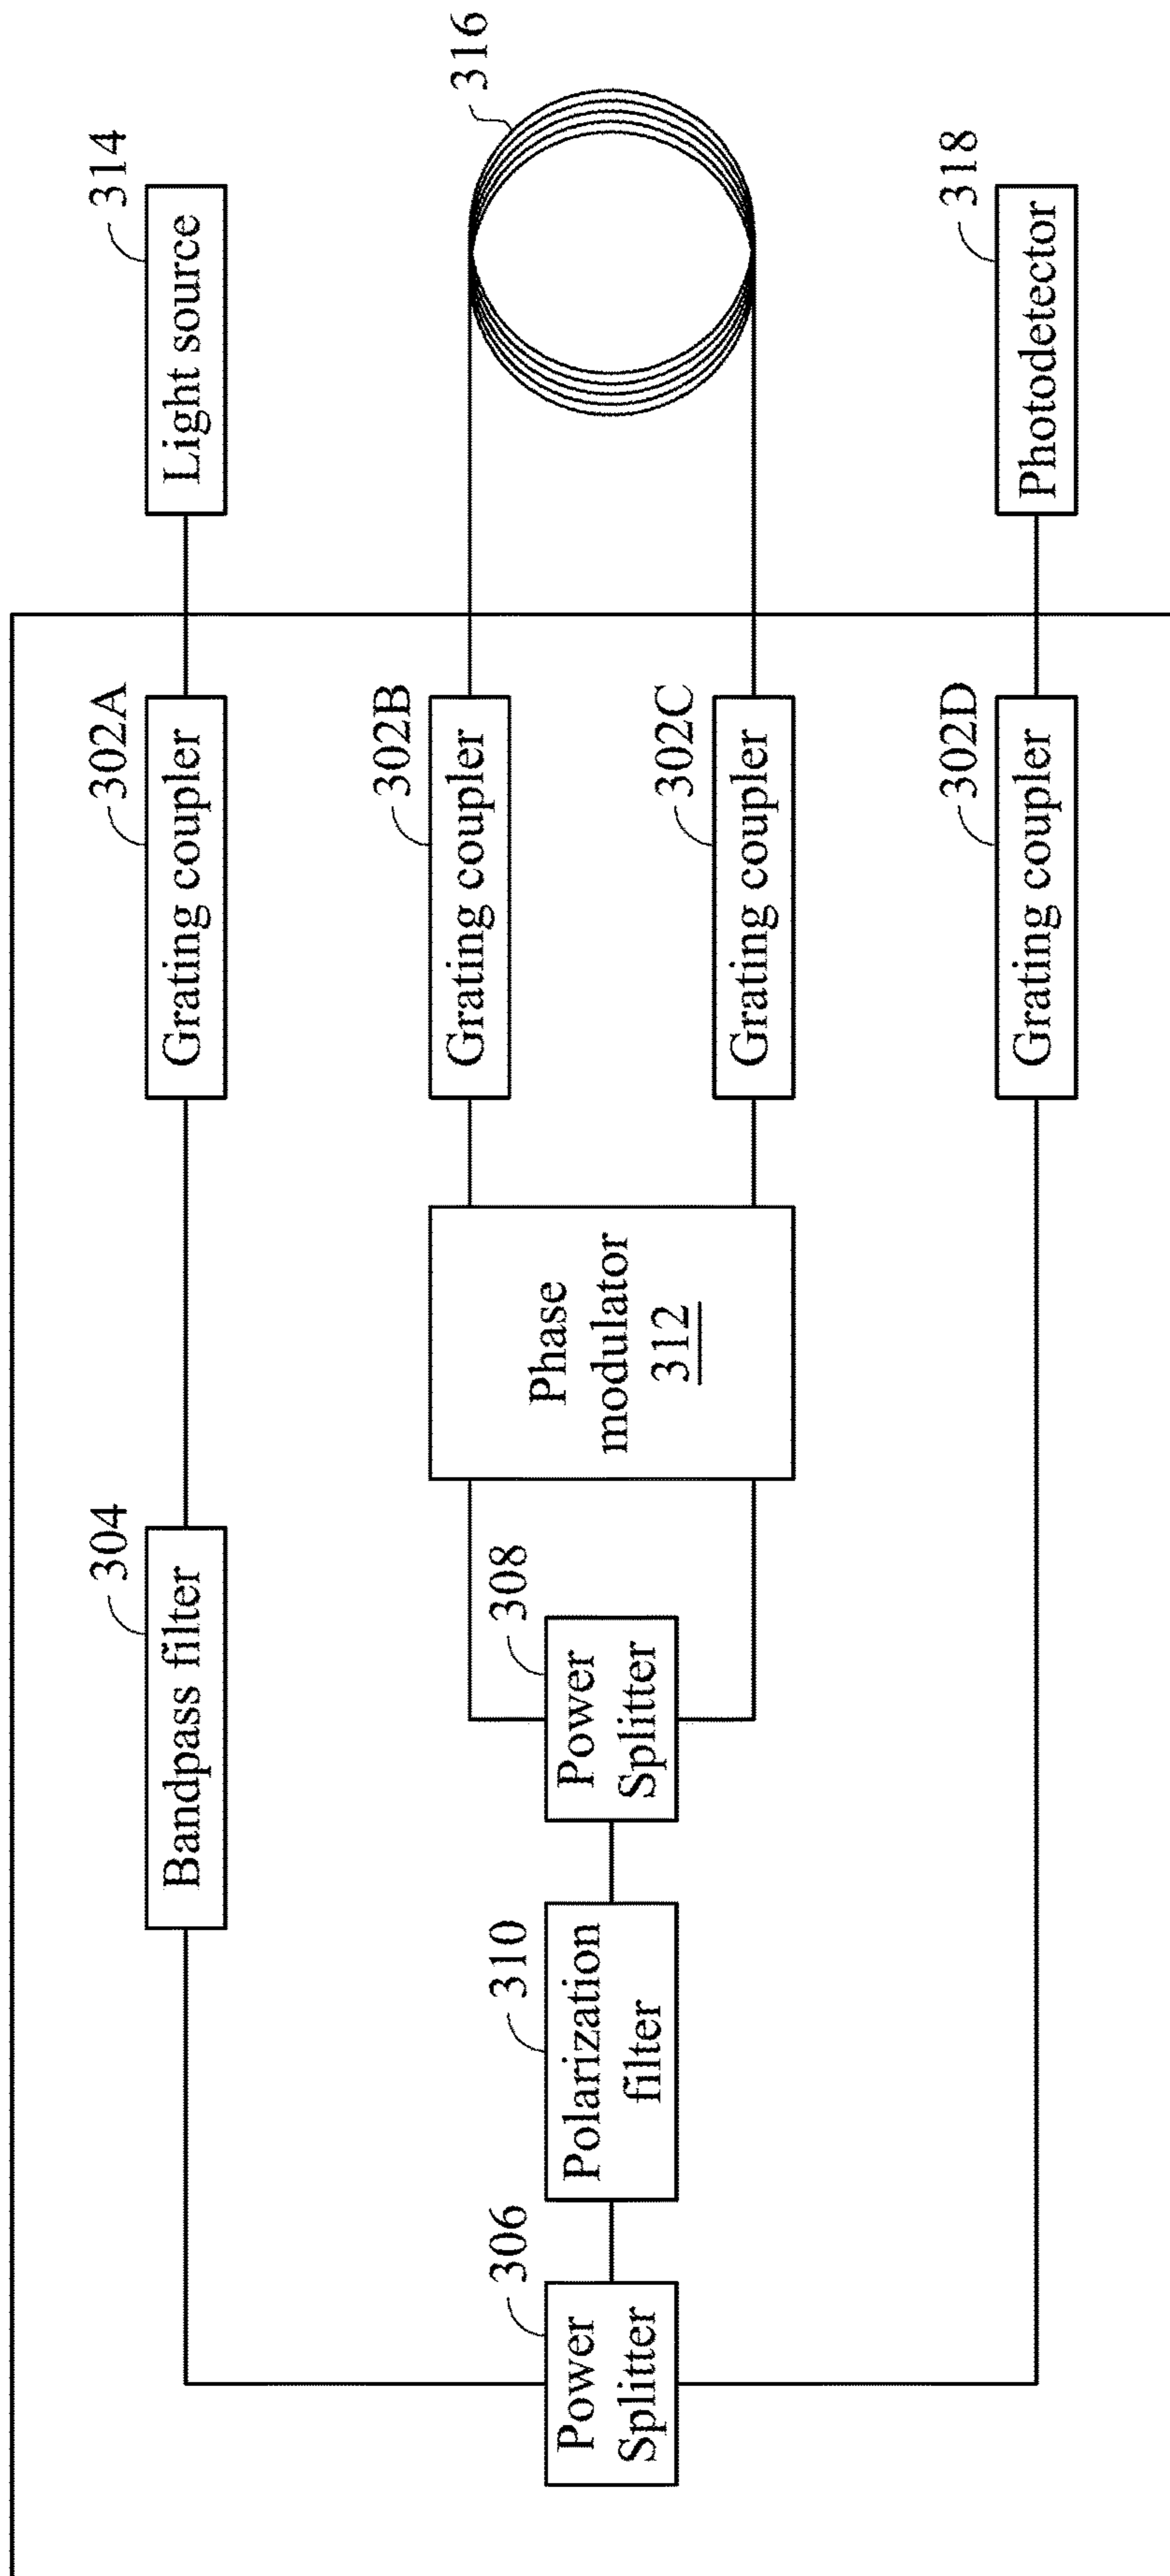 304
Bandpass filter
302A
Grating coupler
314
Light source
306
Power
Splitter
310
Polarization
filter
308
Power
Splitter
Phase
modulator
312
302B
Grating coupler
316
302C
Grating coupler
302D
Grating coupler
318
Photodetector